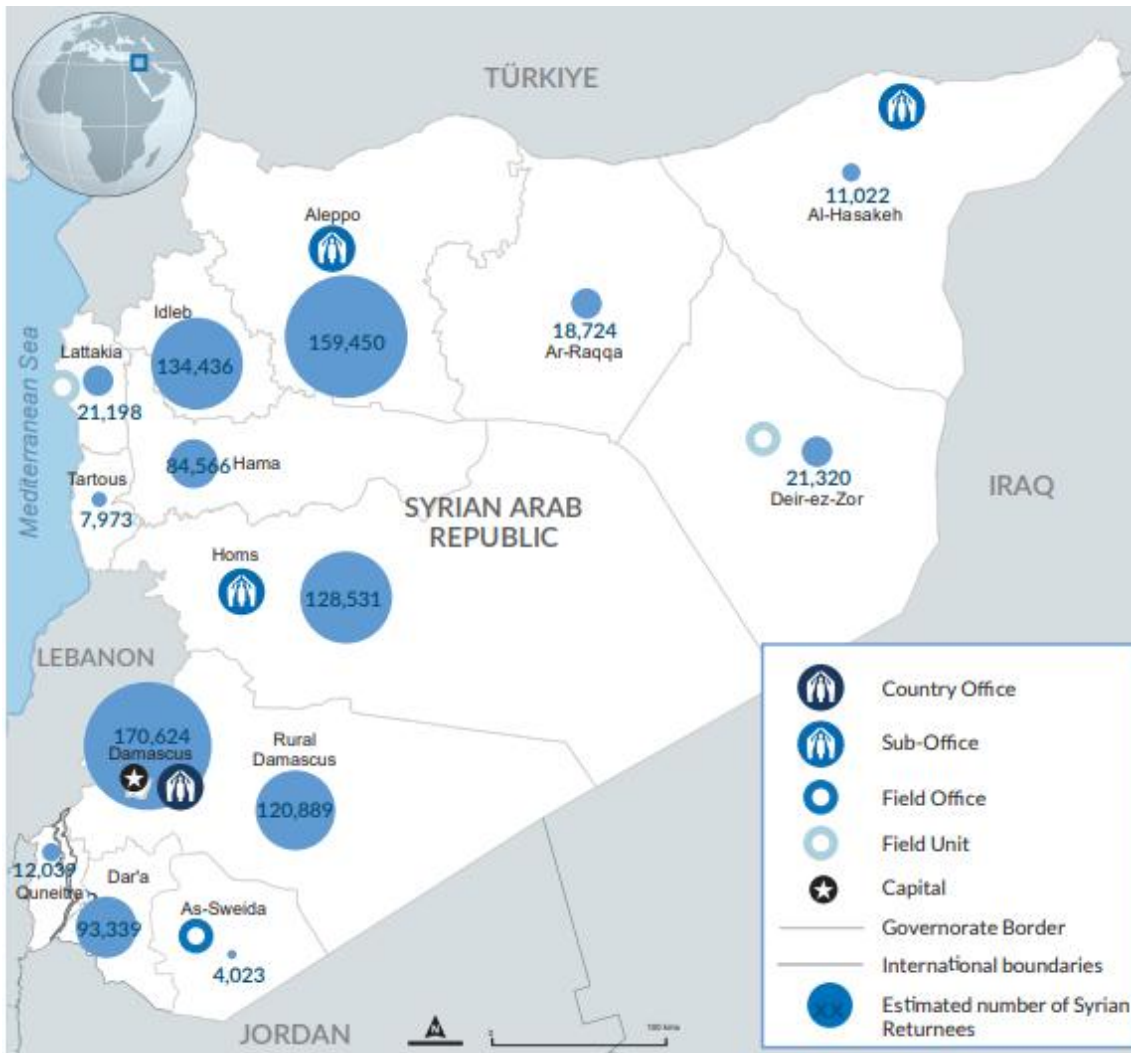 TÜRKIYE
11,022
Al-Hasakeh
Aleppo
159,450
Idleb
134,436
18,724
Ar-Raqqa
Lattakia
21,198
Mediterranean Sea
84,566
Hama
Tartous
7,973
21,320
Deir-ez-Zor
IRAQ
SYRIAN ARAB
REPUBLIC
Homs
128,531
LEBANON
170,624
Damascus
Rural
Damascus
120,889
12,039
Quneitra
Dar'a
93,339
As-Sweida
4,023
JORDAN
N
100 kms
Country Office
Sub-Office
Field Office
Field Unit
Capital
Governorate Border
International boundaries
XX
Estimated number of Syrian
Returnees